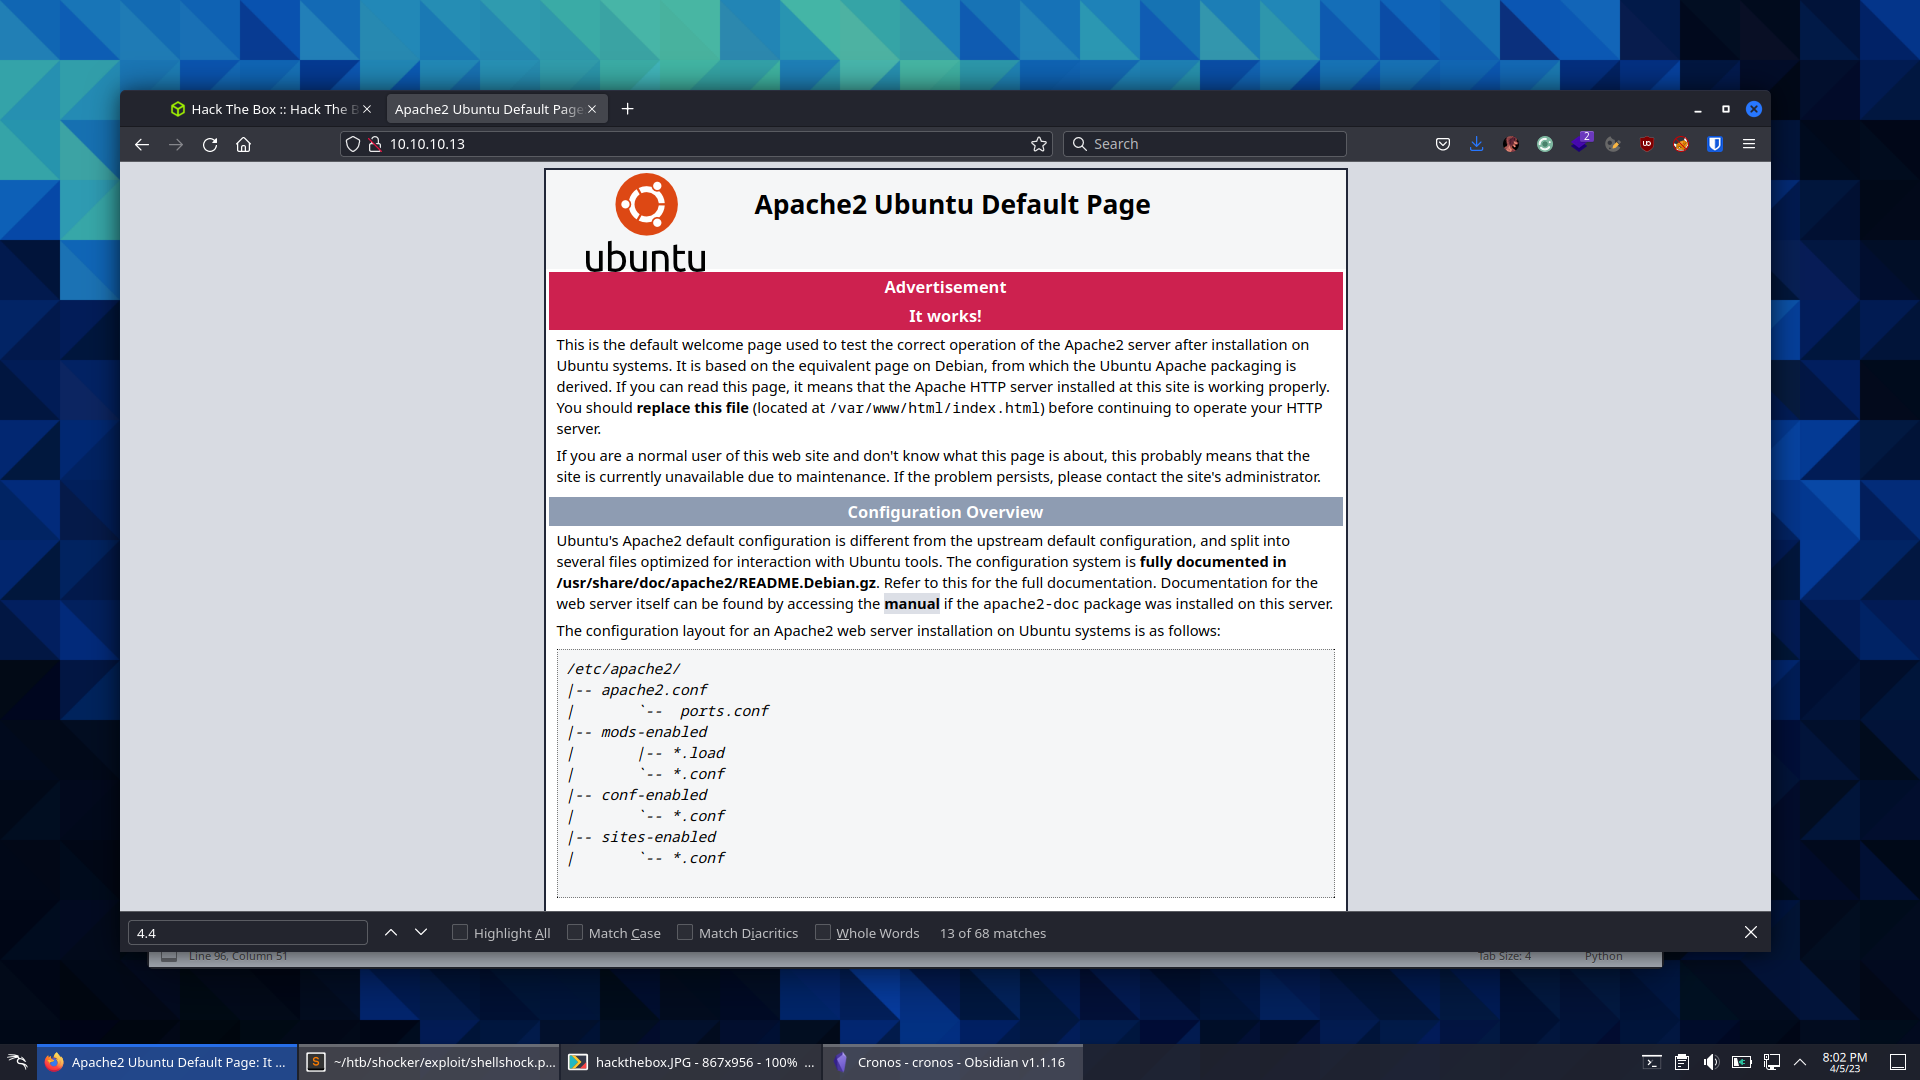 Hack The Box :: Hack The B
Apache2 Ubuntu Default Page
10.10.10.13
Search
2
ubuntu
Apache2 Ubuntu Default Page
Advertisement
It works!
This is the default welcome page used to test the correct operation of the Apache2 server after installation on
Ubuntu systems. It is based on the equivalent page on Debian, from which the Ubuntu Apache packaging is
derived. If you can read this page, it means that the Apache HTTP server installed at this site is working properly.
You should replace this file (located at /var/www/html/index.html) before continuing to operate your HTTP
server.
If you are a normal user of this web site and don't know what this page is about, this probably means that the
site is currently unavailable due to maintenance. If the problem persists, please contact the site's administrator.
Configuration Overview
Ubuntu's Apache2 default configuration is different from the upstream default configuration, and split into
several files optimized for interaction with Ubuntu tools. The configuration system is fully documented in
/usr/share/doc/apache2/README.Debian.gz. Refer to this for the full documentation. Documentation for the
web server itself can be found by accessing the manual if the apache2-doc package was installed on this server.
The configuration layout for an Apache2 web server installation on Ubuntu systems is as follows:
/etc/apache2/
|-- apache2.conf
|       `--  ports.conf
|-- mods-enabled
|       |-- *.load
|       `-- *.conf
|-- conf-enabled
|       `-- *.conf
|-- sites-enabled
|       `-- *.conf
4.4
Highlight All
Match Case
Match Diacritics
Whole Words
13 of 68 matches
Line 96, Column 51
Tab Size: 4
Python
Apache2 Ubuntu Default Page: It ...
S
~/htb/shocker/exploit/shellshock.p...
hackthebox.JPG - 867x956 - 100% ...
Cronos - cronos - Obsidian v1.1.16
8:02 PM
4/5/23